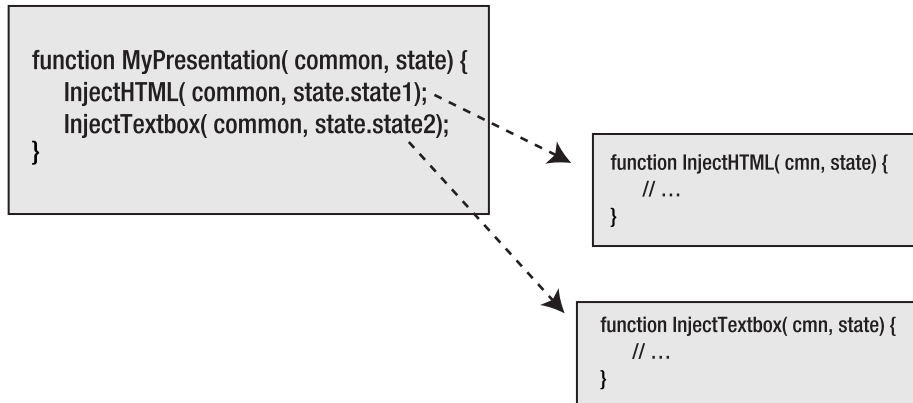 function MyPresentation( common, state) {
InjectHTML( common, state.state1);
InjectTextbox( common, state.state2);
}
function InjectHTML( cmn, state) {
// …
}
function InjectTextbox( cmn, state) {
// …
}